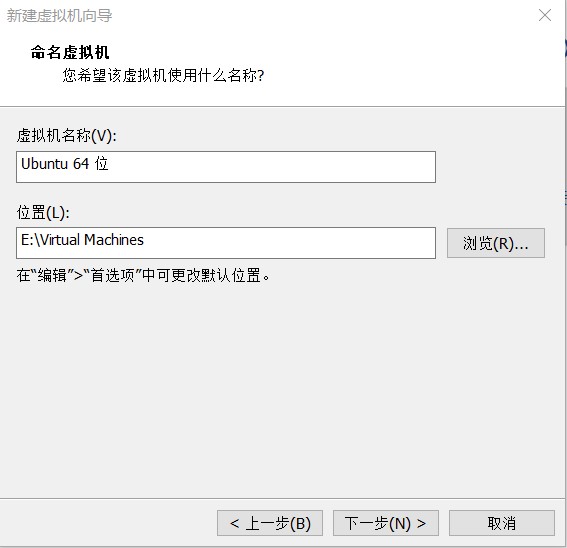 新建虚拟机向导
命名虚拟机
您希望该虚拟机使用什么名称?
虚拟机名称(V):
Ubuntu 64 位
位置(L):
E:\Virtual Machines
浏览(R)...
在“编辑”>“首选项”中可更改默认位置。
< 上一步(B)
下一步(N) >
取消